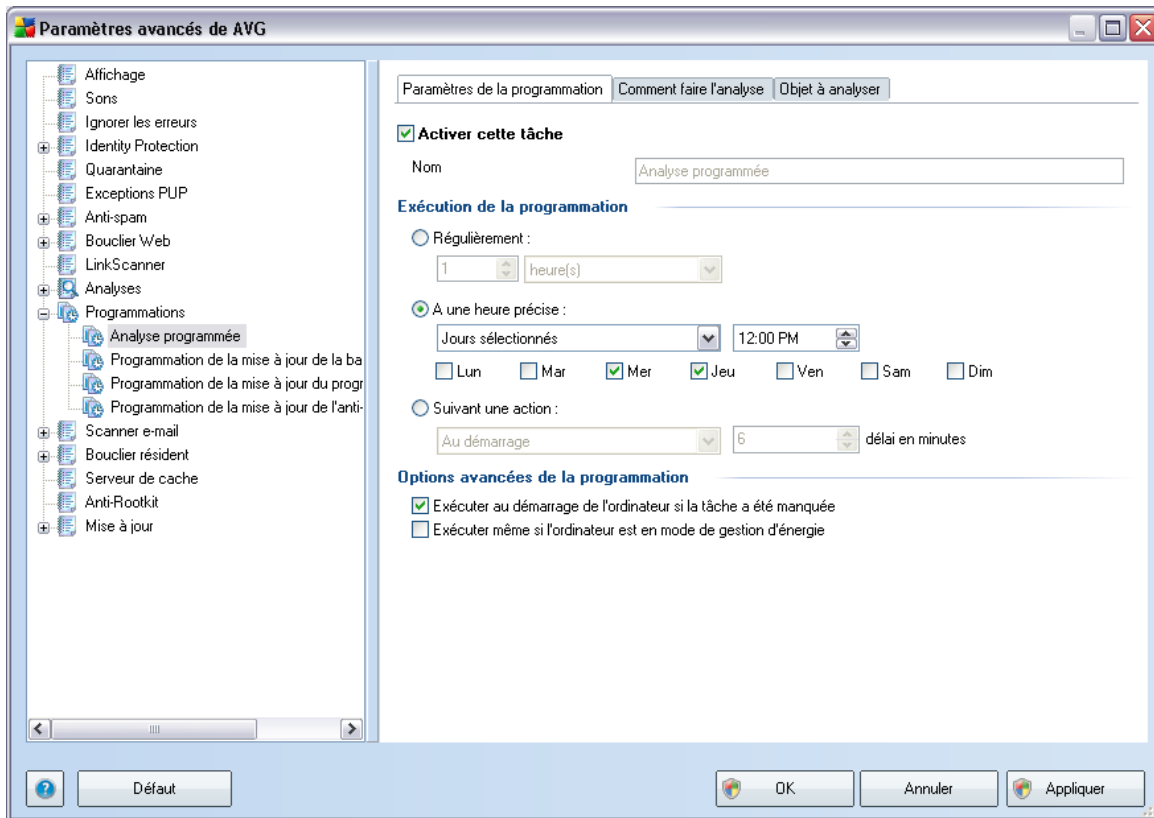 Paramètres avancés de AVG
Affichage
Sons
Ignorer les erreurs
Identity Protection
Quarantaine
Exceptions PUP
Anti-spam
Bouclier Web
LinkScanner
Analyses
Programmations
Analyse programmée
Programmation de la mise à jour de la ba
Programmation de la mise à jour du progr
Programmation de la mise à jour de l'anti-
Scanner e-mail
Bouclier résident
Serveur de cache
Anti-Rootkit
Mise à jour
Paramètres de la programmation Comment faire l'analyse Objet à analyser
Activer cette tâche
Nom Analyse programmée
Exécution de la programmation
Régulièrement :
1 heure(s)
A une heure précise :
Jours sélectionnés 12:00 PM
Lun Mar Mer Jeu Ven Sam Dim
Suivant une action :
Au démarrage 6 délai en minutes
Options avancées de la programmation
Exécuter au démarrage de l'ordinateur si la tâche a été manquée
Exécuter même si l'ordinateur est en mode de gestion d'énergie
? Défaut OK Annuler Appliquer